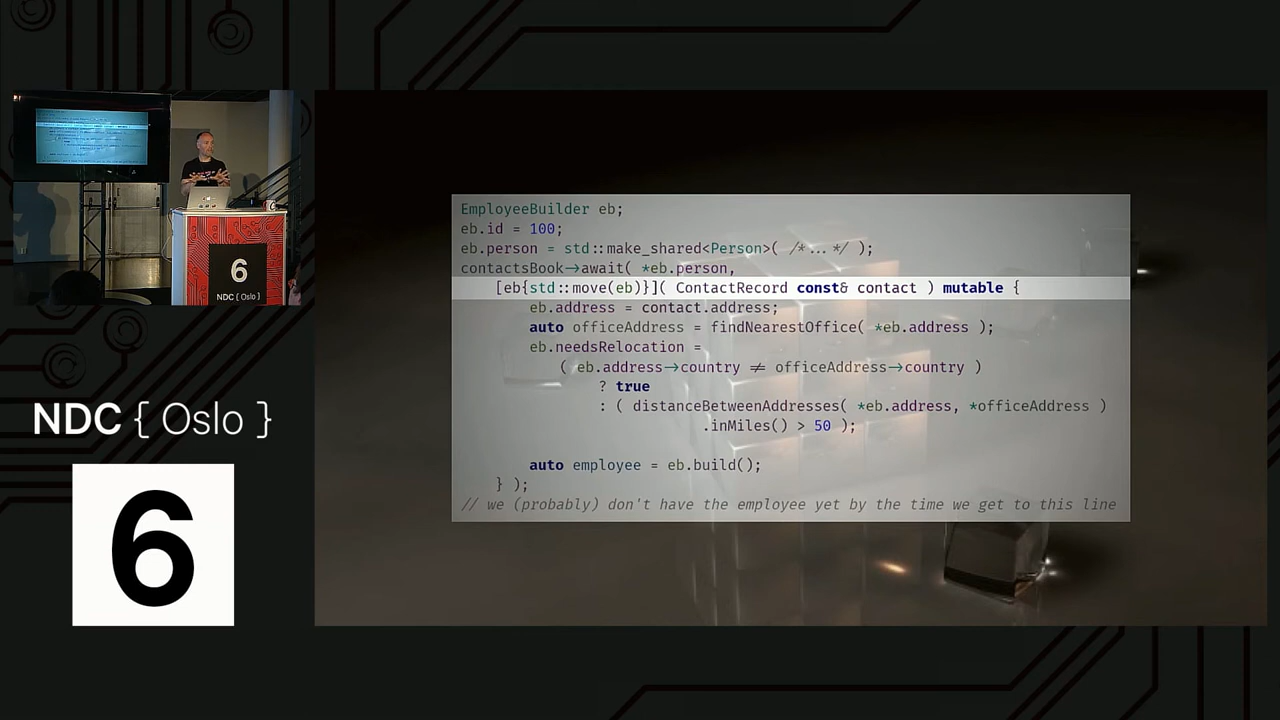 EmployeeBuilder eb;
eb.id = 100;
eb.person = std::make_shared<Person>( /*...*/ );
contactsBook->await( *eb.person,
[eb{std::move(eb)}]( ContactRecord const& contact ) mutable {
eb.address = contact.address;
auto officeAddress = findNearestOffice( *eb.address );
eb.needsRelocation =
( eb.address->country ≠ officeAddress->country )
? true
: ( distanceBetweenAddresses( *eb.address, *officeAddress )
.inMiles() > 50 );
auto employee = eb.build();
} );
// we (probably) don't have the employee yet by the time we get to this line
6
NDC { Oslo }
NDC { Oslo }
6